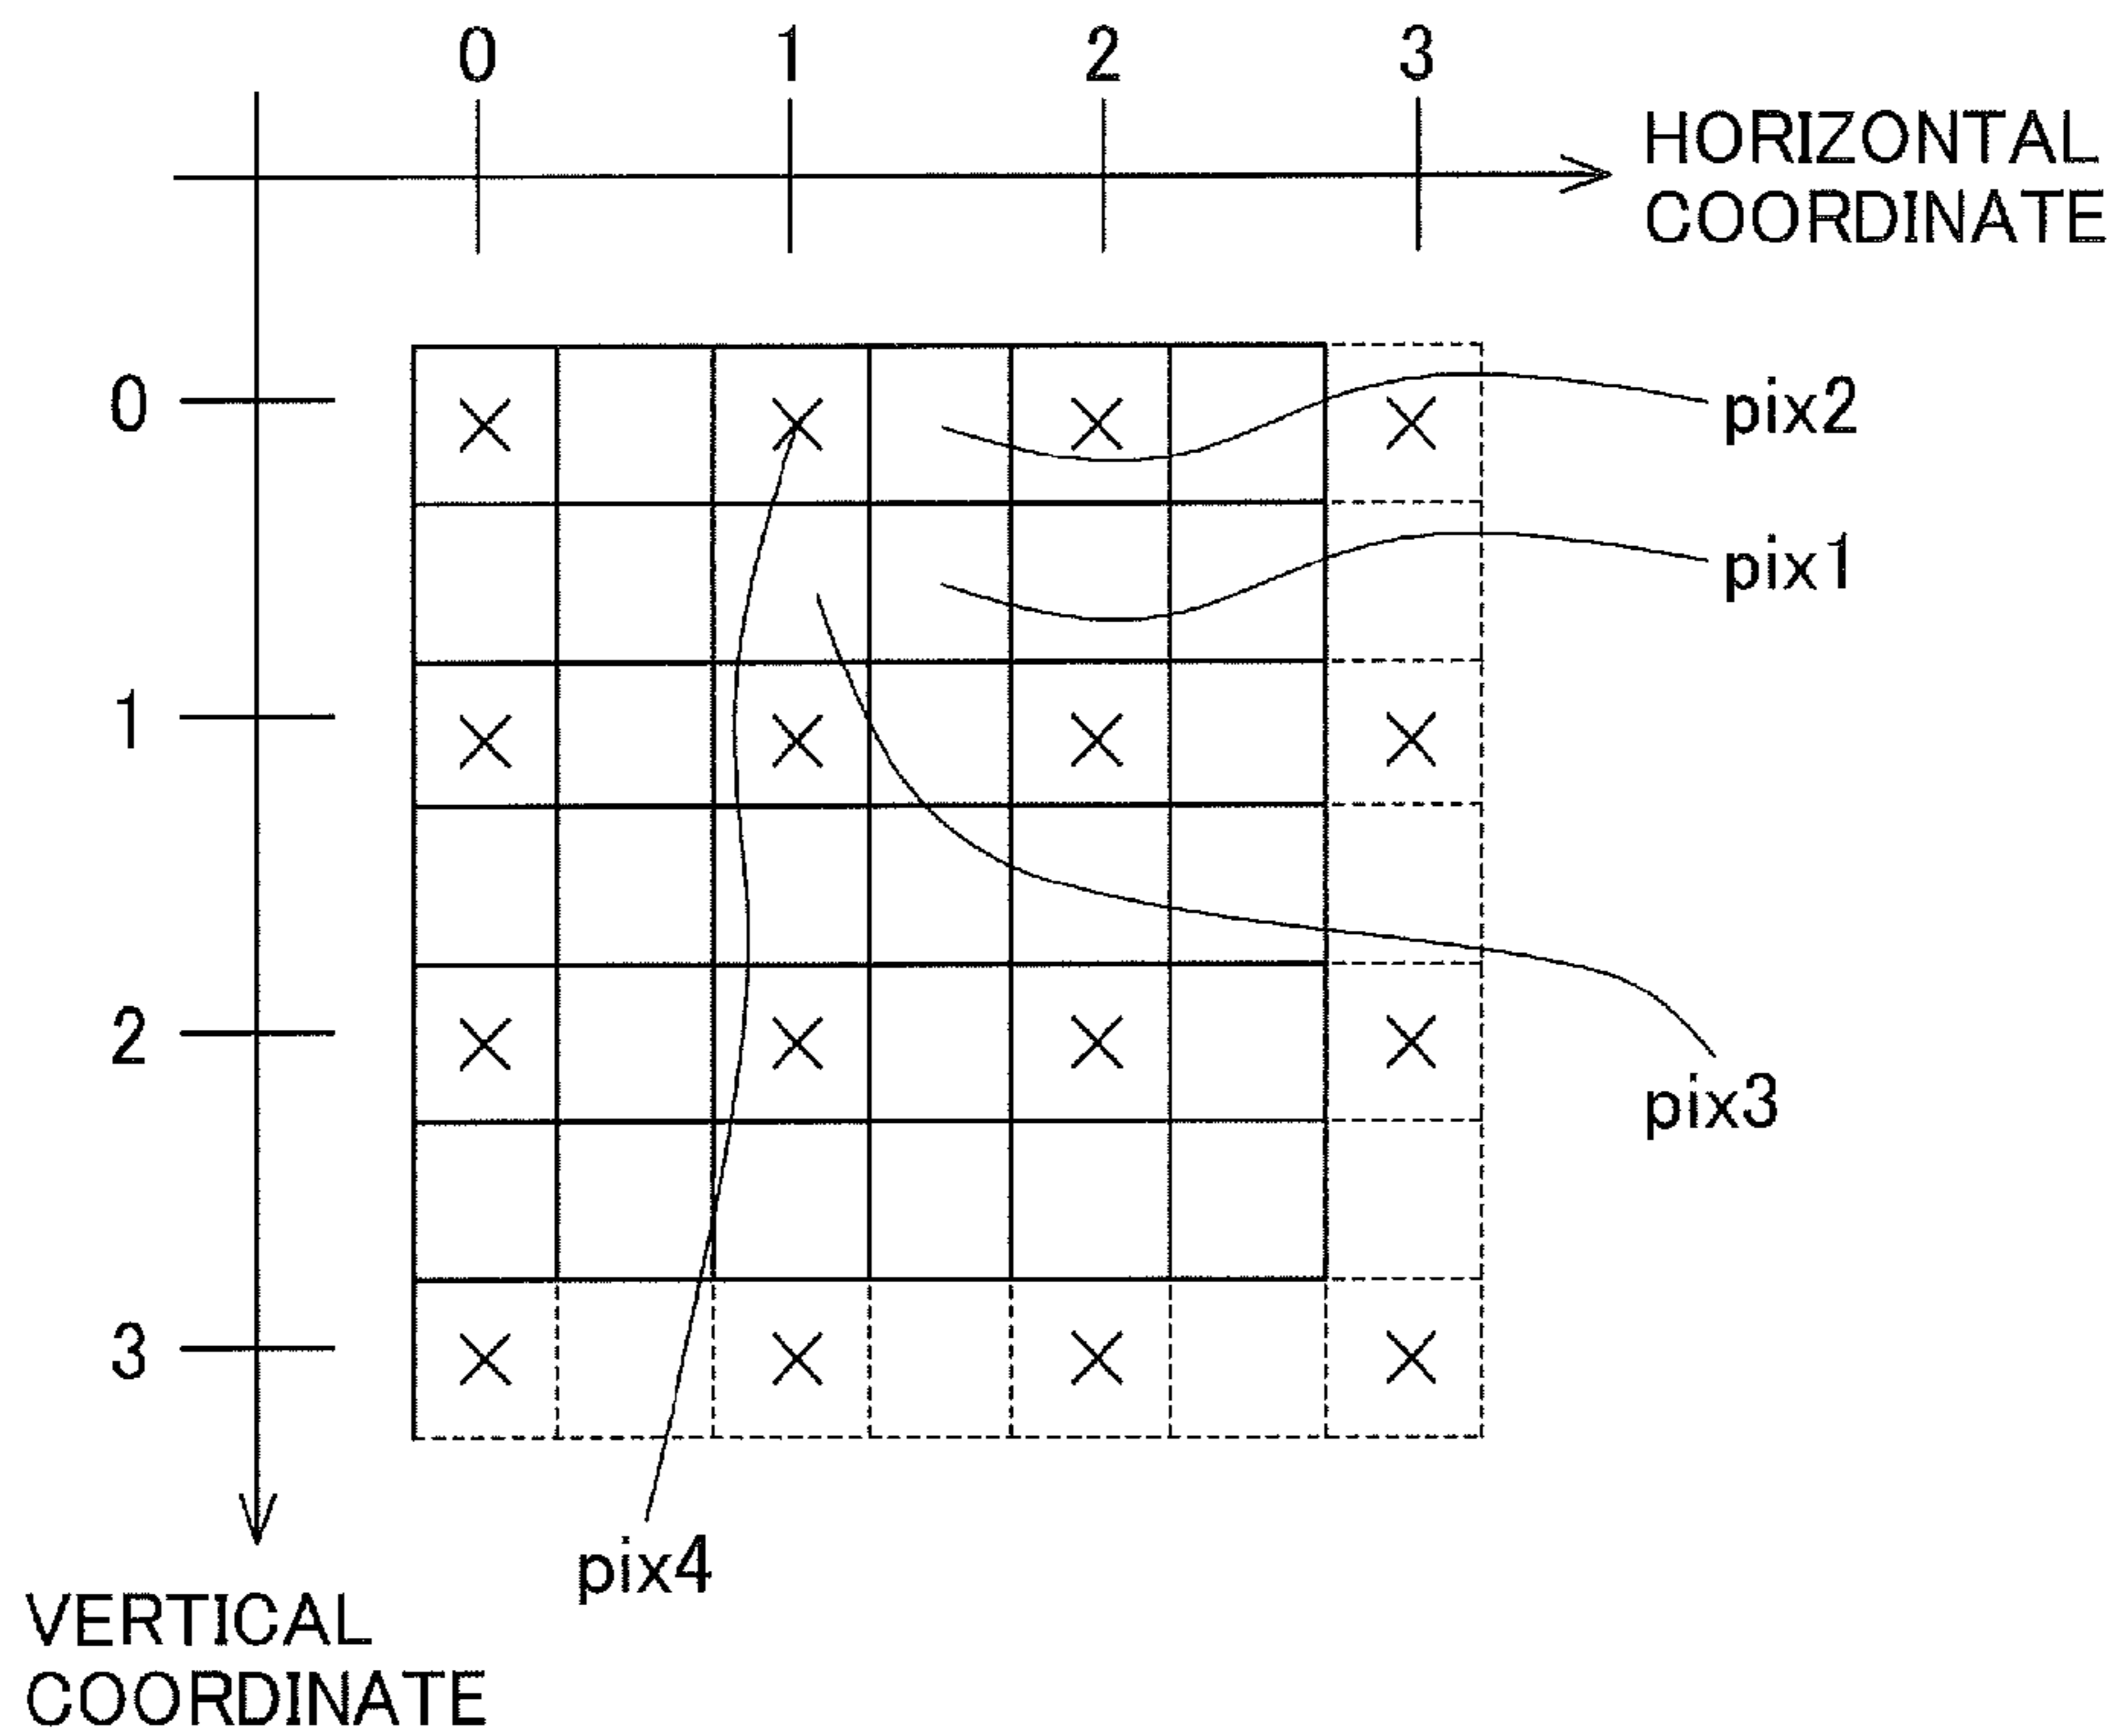 0 1 2 3
HORIZONTAL
COORDINATE
0
pix2
pix1
1
2
pix3
3
pix4
VERTICAL
COORDINATE